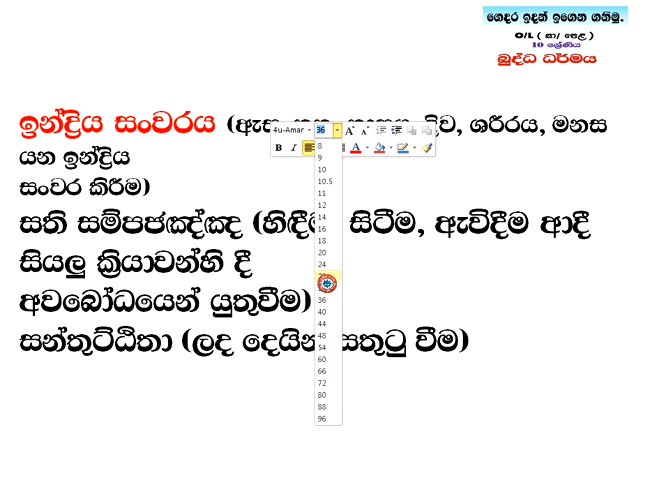 ගෙදර ඉඳන් ඉගෙන ගනිමු.
O/L ( සා/ පෙළ )
10 ශ්‍රේණිය
බුද්ධ ධර්මය
ඉන්ද්‍රිය සංවරය (ඇස, දිව, ශරීරය, මනස
4u-Amar 36
යන ඉන්ද්‍රිය
B I A
සංවර කිරීම)
සති සම්පජඤ්ඤ සිටීම, ඇවිදීම ආදී
සියලු ක්‍රියාවන්හි දී
අවබෝධයෙන් යුතුවීම)
සන්තුට්ඨිතා (ලද දෙයින් සතුටු වීම)
8
9
10
10.5
11
12
14
16
18
20
24
36
40
44
48
54
60
66
72
80
88
96